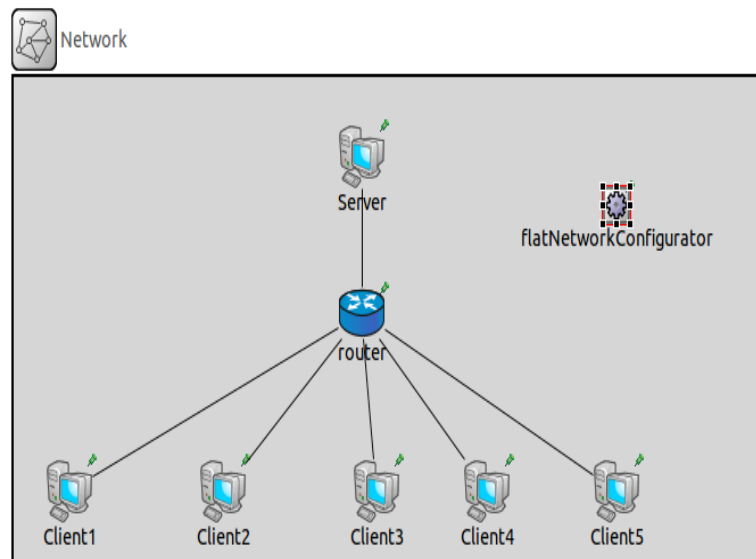 Network
Server
flatNetworkConfigurator
router
Client1
Client2
Client3
Client4
Client5